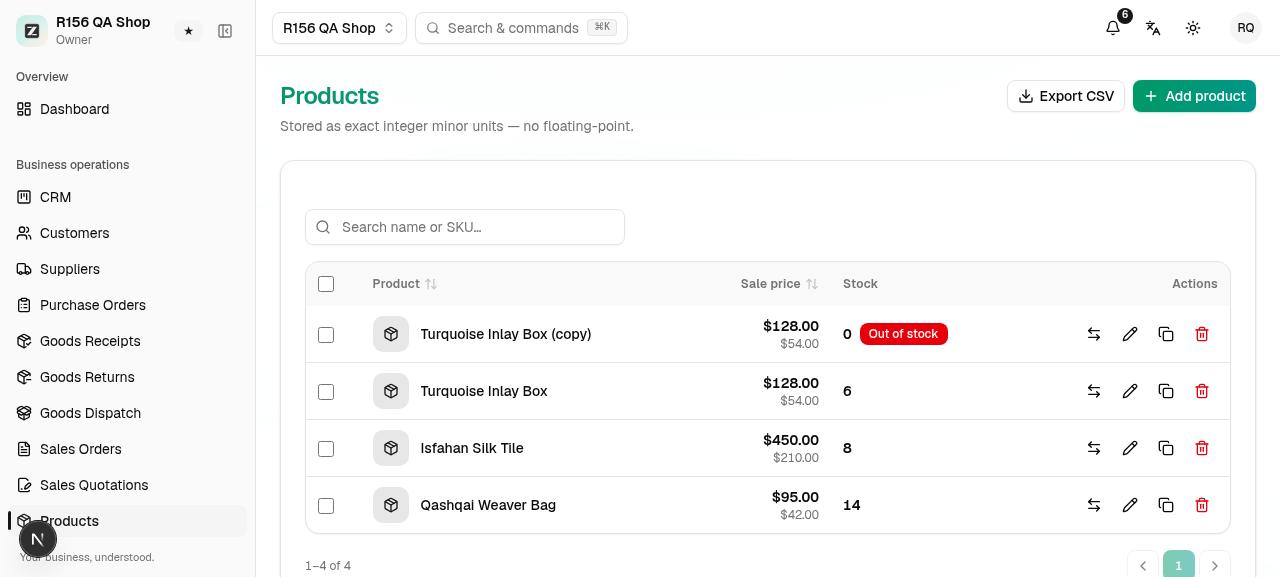 R156 QA Shop
Owner
Overview
Dashboard
Business operations
CRM
Customers
Suppliers
Purchase Orders
Goods Receipts
Goods Returns
Goods Dispatch
Sales Orders
Sales Quotations
Products
Your business, understood.
N
R156 QA Shop
Search & commands ⌘K
6
RQ
Products
Stored as exact integer minor units — no floating-point.
Export CSV
Add product
Search name or SKU…
Product Sale price Stock Actions
Turquoise Inlay Box (copy) $128.00 0 Out of stock
$54.00
Turquoise Inlay Box $128.00 6
$54.00
Isfahan Silk Tile $450.00 8
$210.00
Qashqai Weaver Bag $95.00 14
$42.00
1–4 of 4 1